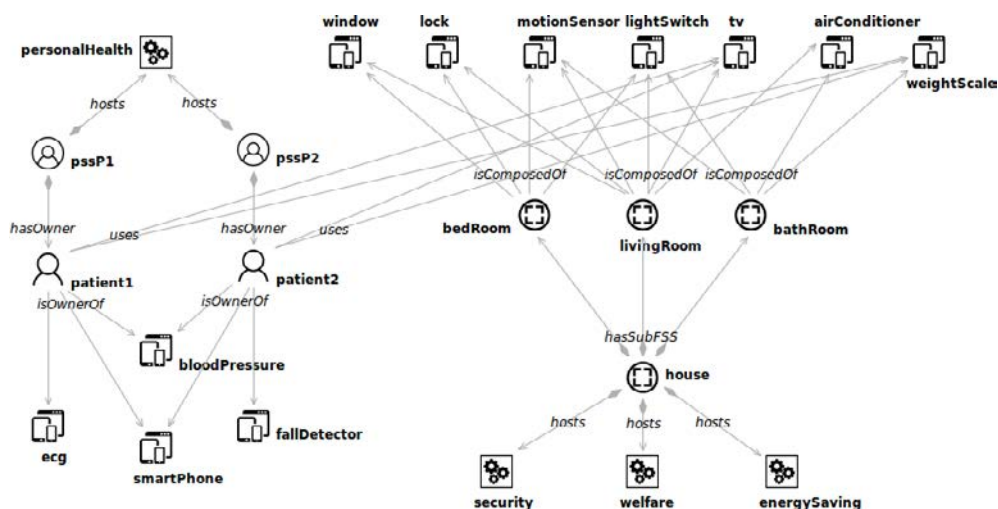 window lock motionSensor lightSwitch tv airConditioner
personalHealth
weightScale
hosts hosts
pssP1 pssP2
isComposedOf isComposedOf isComposedOf
hasOwner uses hasOwner uses
bedRoom livingRoom bathRoom
patient1 patient2
isOwnerOf isOwnerOf
hasSubFSS
bloodPressure
house
hosts hosts hosts
ecg smartPhone fallDetector
security welfare energySaving